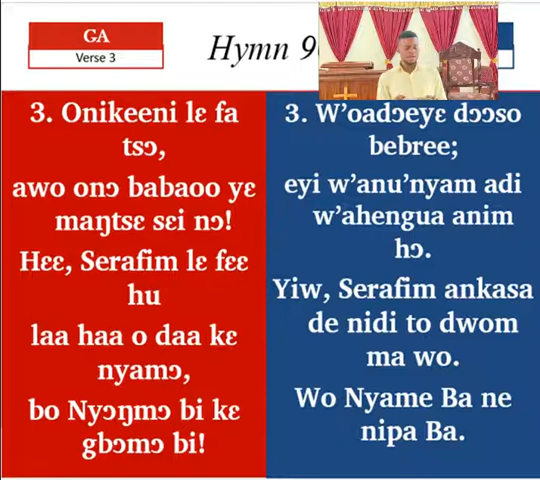 GA
Verse 3
Hymn 9
3. Onikeeni lɛ fa
tsɔ,
awo onɔ babaoo yɛ
maŋtsɛ sɛi nɔ!
Hɛɛ, Serafim lɛ fɛɛ
hu
laa haa o daa kɛ
nyamɔ,
bo Nyɔŋmɔ bi kɛ
gbɔmɔ bi!
3. W’oadɔeyɛ dɔɔso
bebree;
eyi w’anu’nyam adi
w’ahengua anim
hɔ.
Yiw, Serafim ankasa
de nidi to dwom
ma wo.
Wo Nyame Ba ne
nipa Ba.